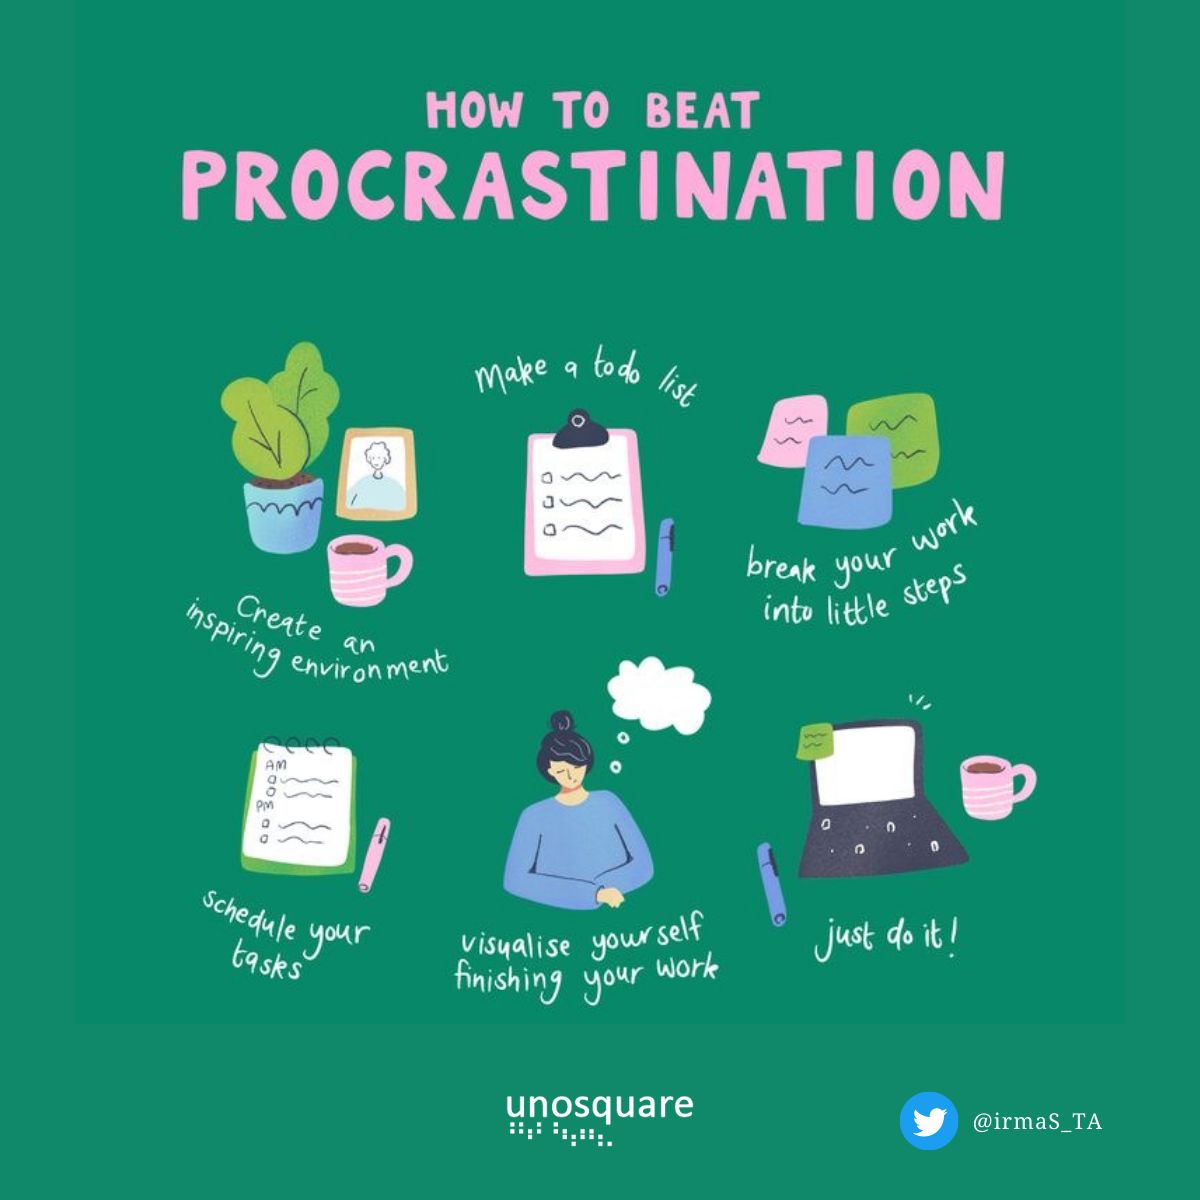 HOW TO BEAT
PROCRASTINATION
Create an
inspiring environment
Make a todo list
break your work
into little steps
AM
PM
schedule your
tasks
visualise yourself
finishing your work
just do it!
unosquare
@irmaS_TA